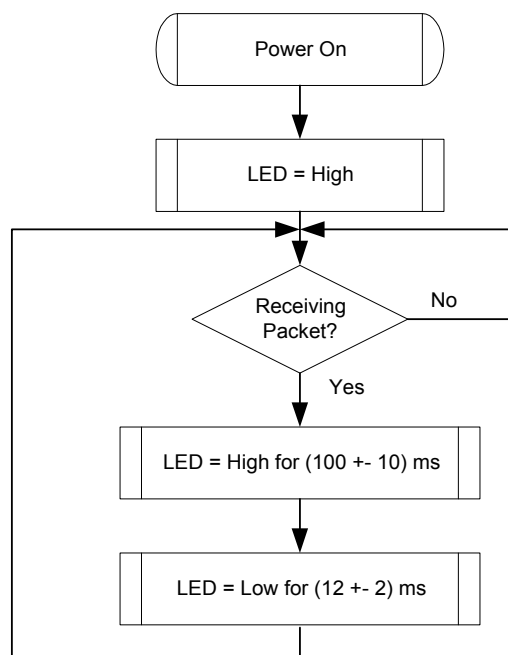 Power On
LED = High
Receiving
Packet?
No
Yes
LED = High for (100 +- 10) ms
LED = Low for (12 +- 2) ms